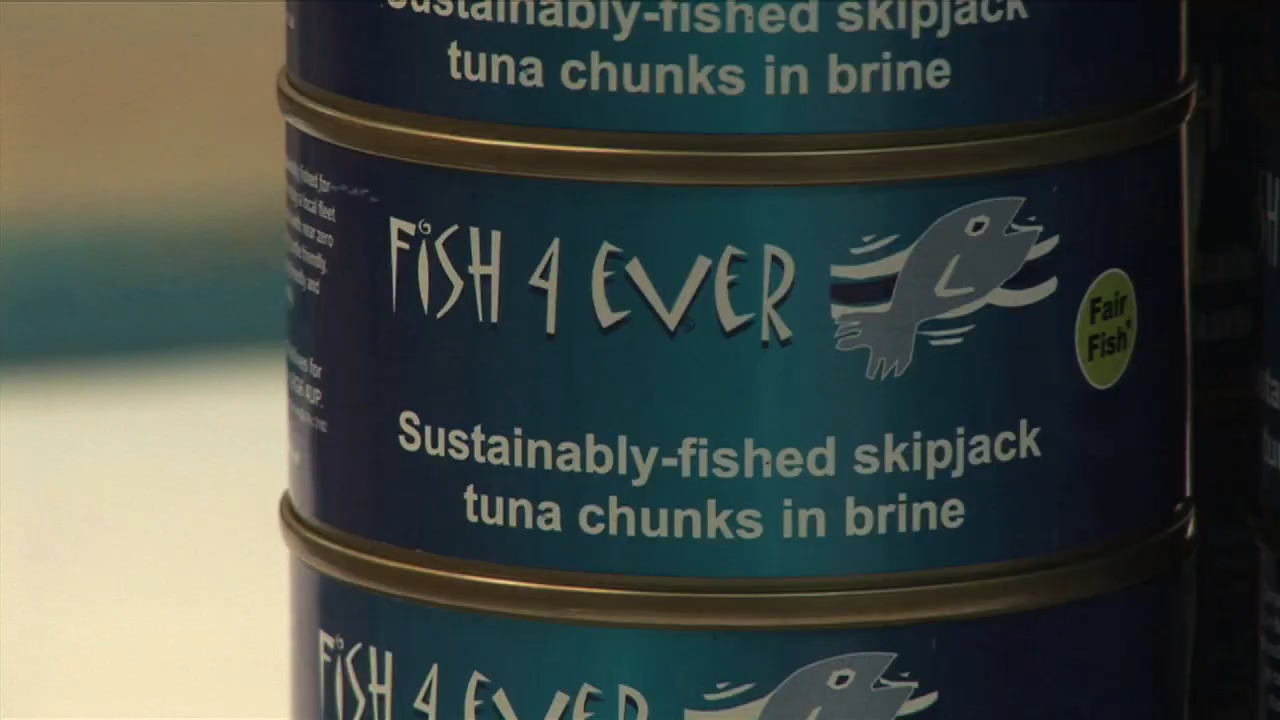 Sustainably-fished skipjack
tuna chunks in brine
FiSH 4 EVER
Fair
Fish
Sustainably-fished skipjack
tuna chunks in brine
FiSH 4 EVER